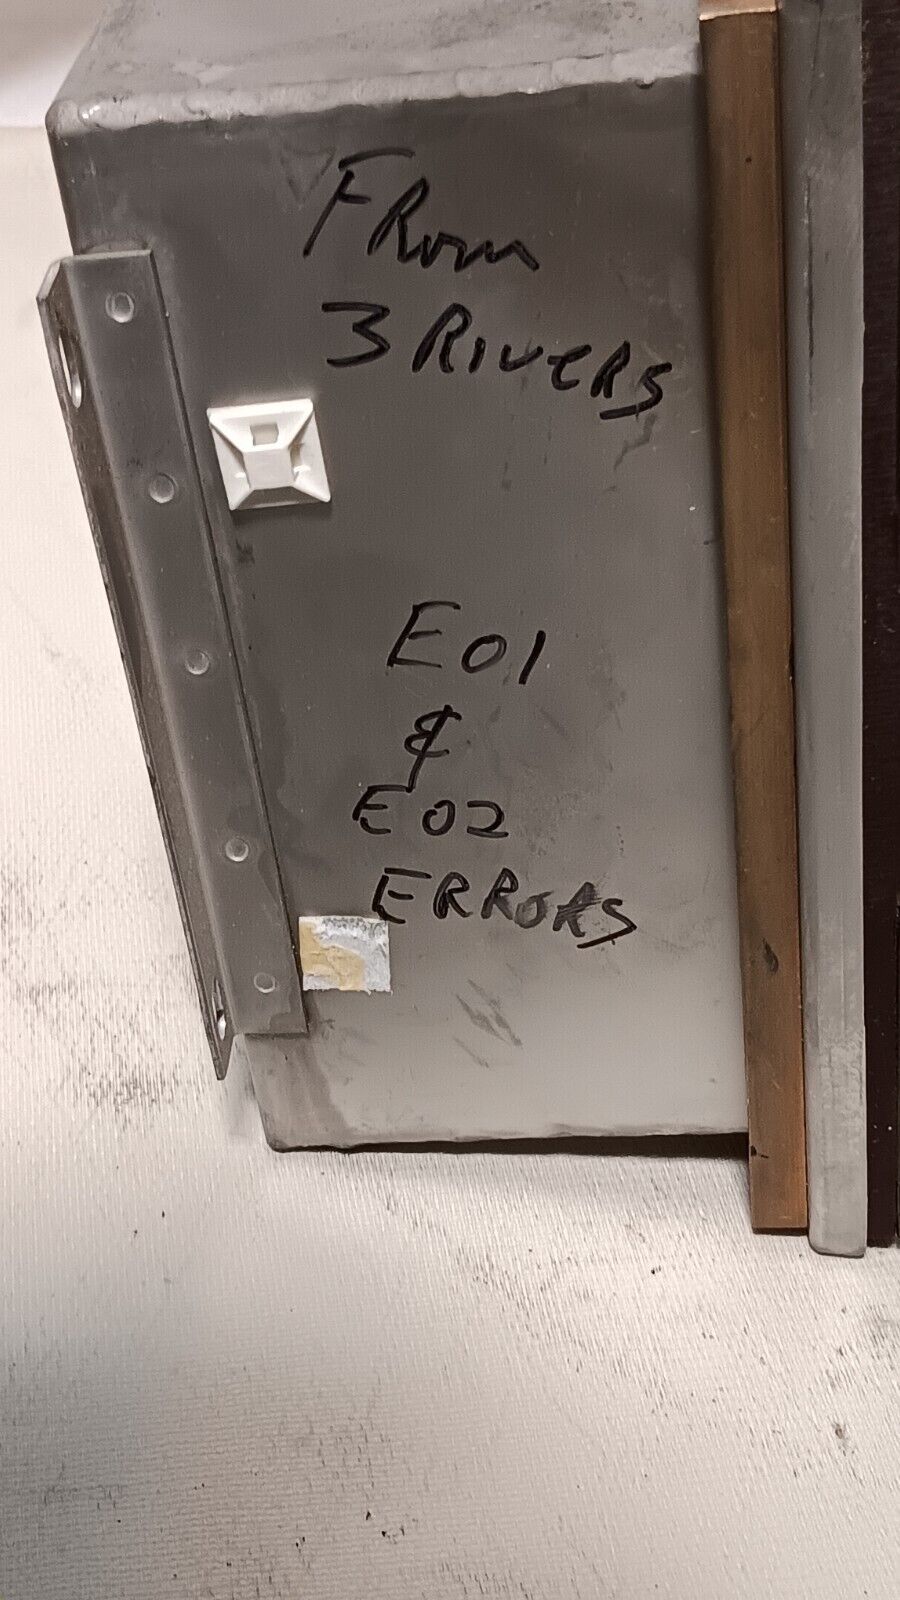 FRom
3 RIVERS
E01
&
E02
ERRORS